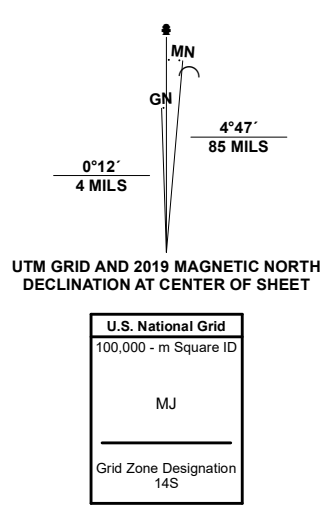 MN
GN
4°47´
85 MILS
0°12´
4 MILS
UTM GRID AND 2019 MAGNETIC NORTH
DECLINATION AT CENTER OF SHEET
U.S. National Grid
100,000 - m Square ID
MJ
Grid Zone Designation
14S